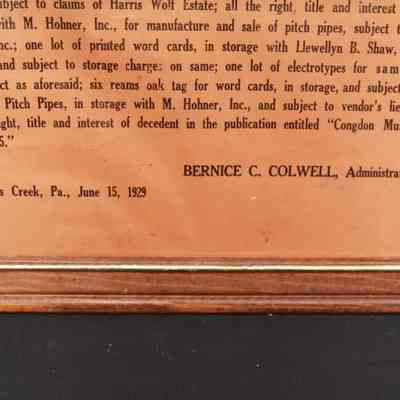 bject to claims of Harris Wolf Estate; all the right, title and interest
ith M. Hohner, Inc., for manufacture and sale of pitch pipes, subject t
nc.; one lot of printed word cards, in storage with Llewellyn B. Shaw,
and subject to storage charge: on same; one lot of electrotypes for sam
ct as aforesaid; six reams oak tag for word cards, in storage, and subject
Pitch Pipes, in storage with M. Hohner, Inc., and subject to vendor's lie
ght, title and interest of decedent in the publication entitled "Congdon Mu
5."
BERNICE C. COLWELL, Administra
s Creek, Pa., June 15, 1929